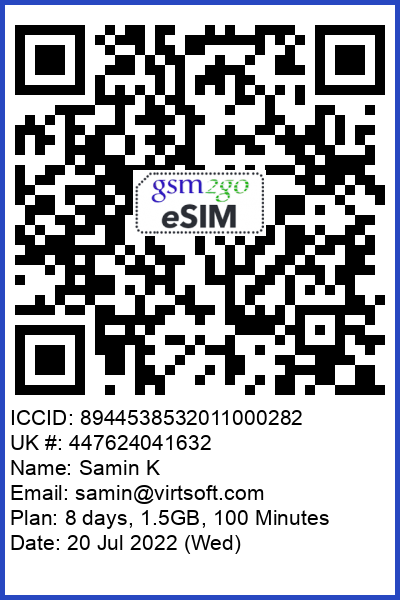 gsm2go
eSIM
ICCID: 8944538532011000282
UK #: 447624041632
Name: Samin K
Email: samin@virtsoft.com
Plan: 8 days, 1.5GB, 100 Minutes
Date: 20 Jul 2022 (Wed)